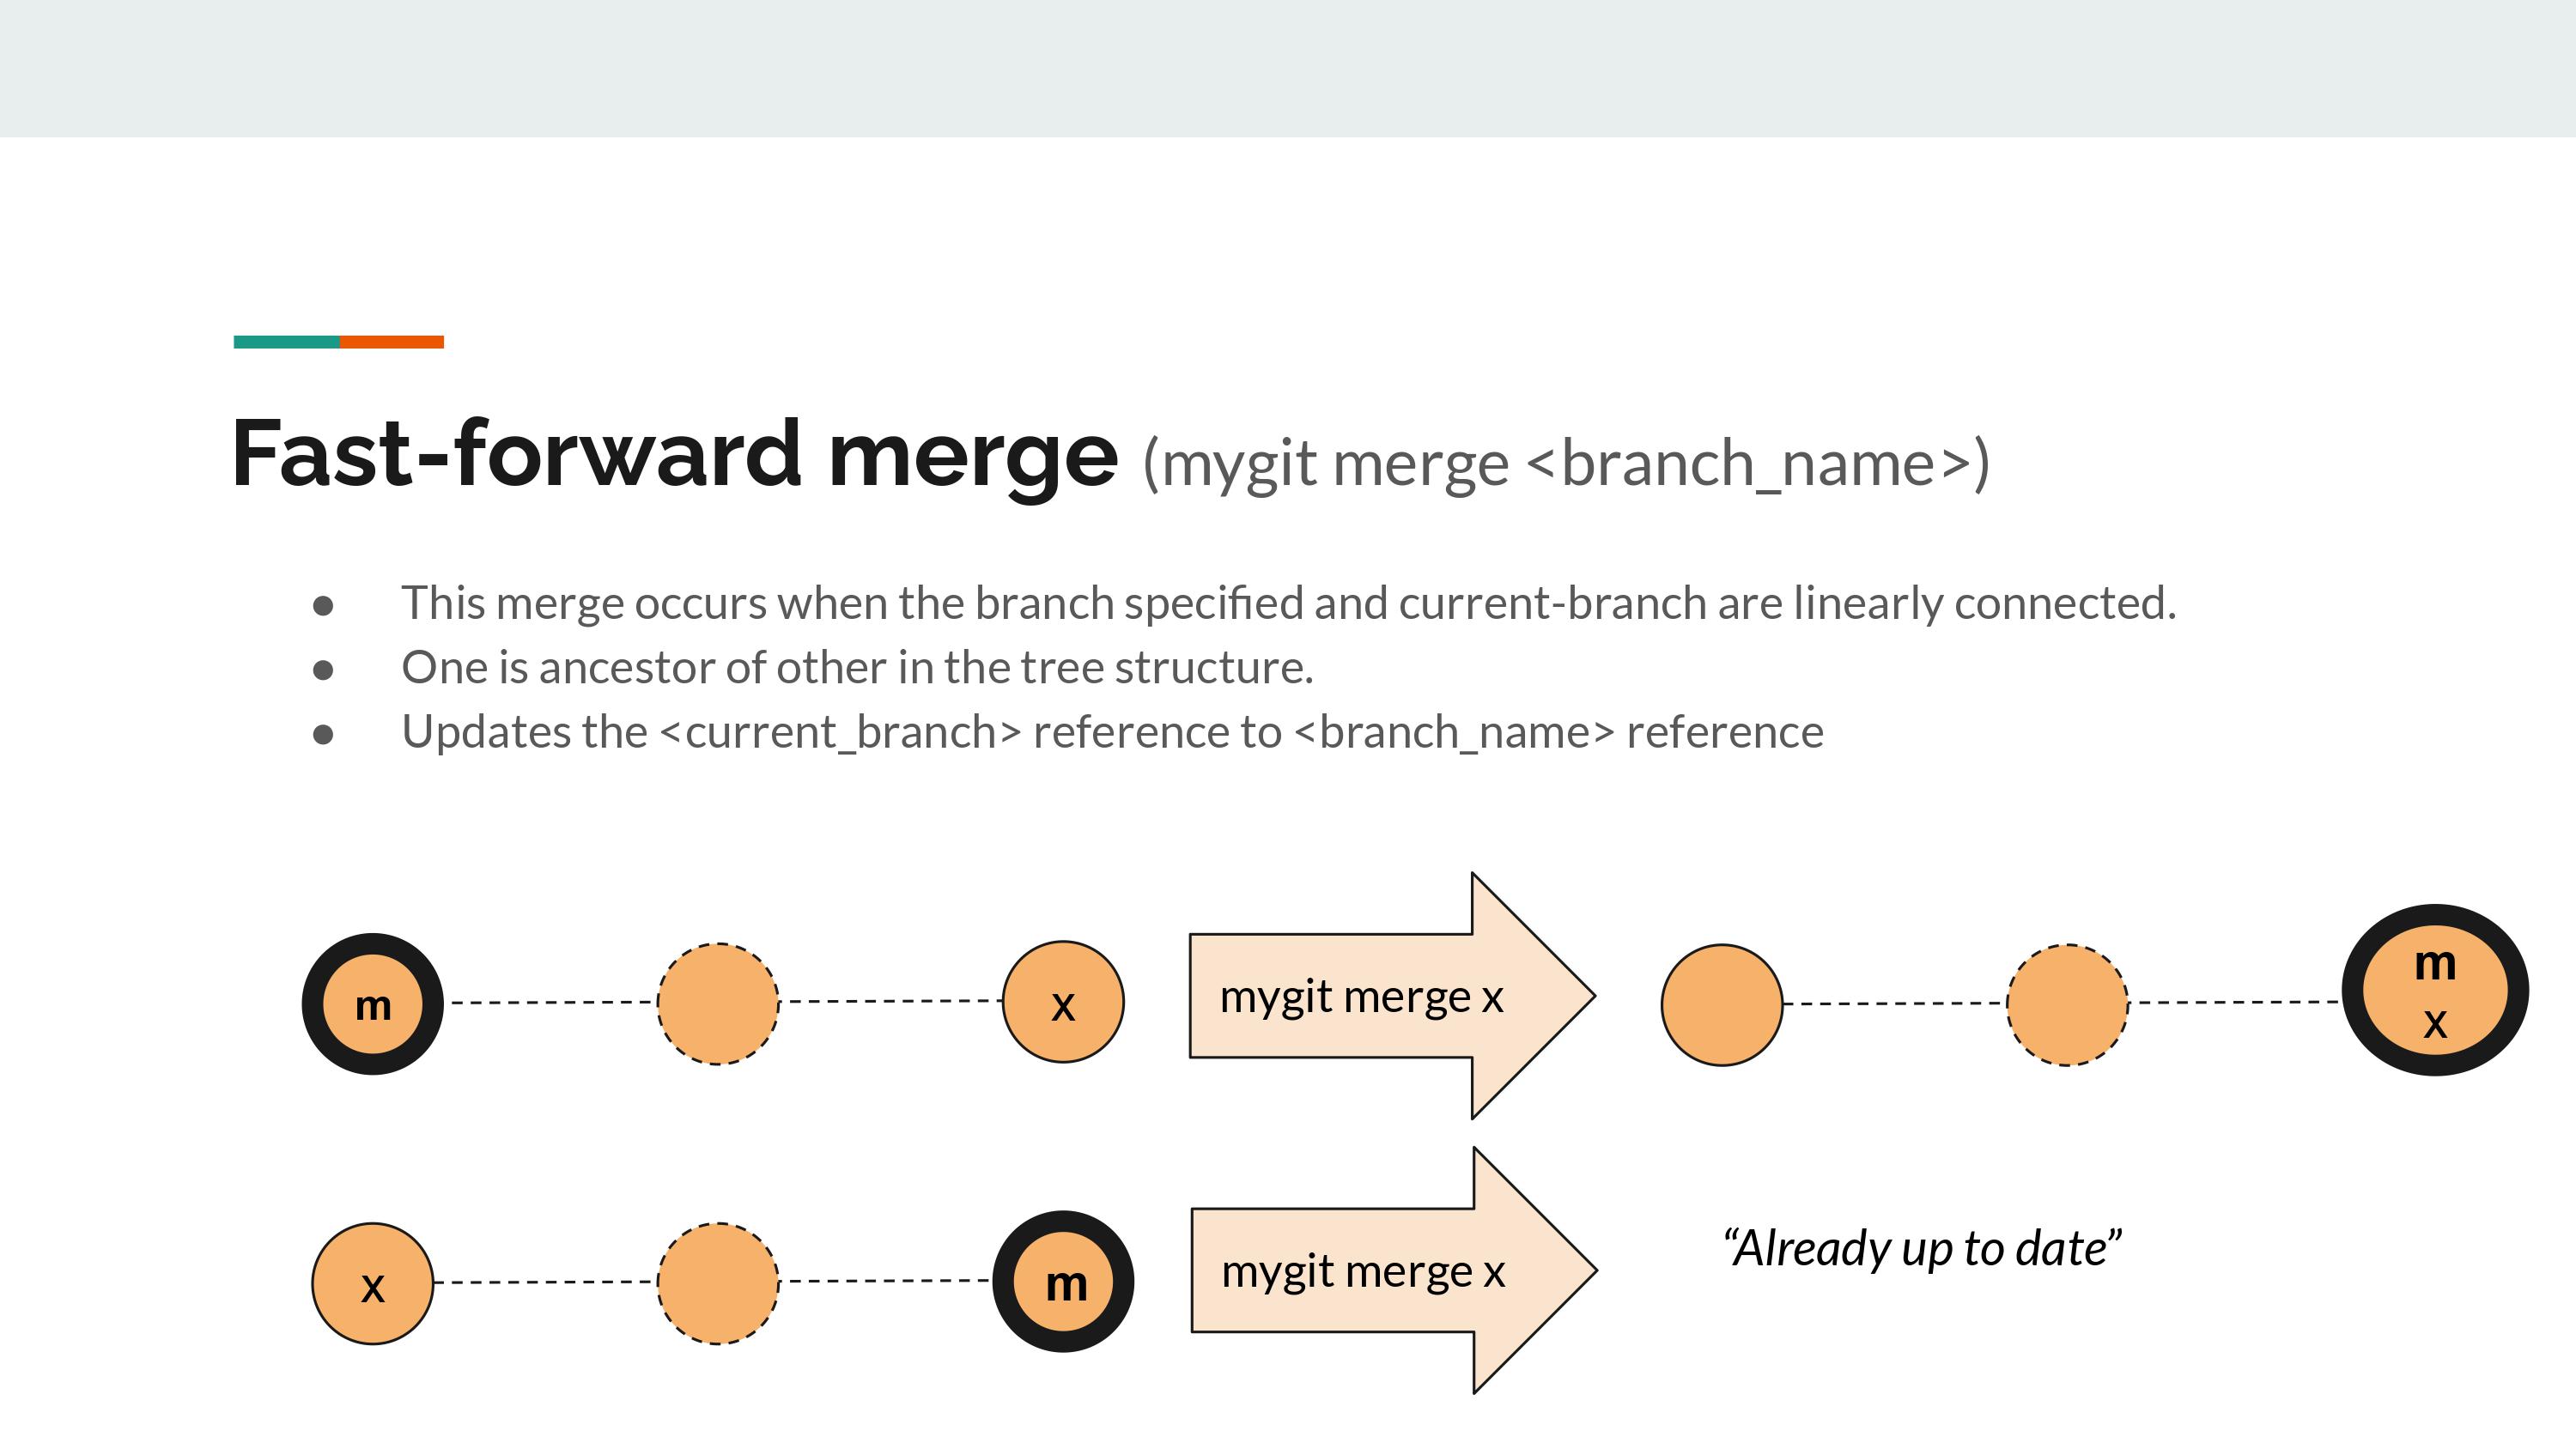 Fast-forward merge (mygit merge <branch_name>)
● This merge occurs when the branch specified and current-branch are linearly connected.
● One is ancestor of other in the tree structure.
● Updates the <current_branch> reference to <branch_name> reference
m
x
mygit merge x
m
x
x
m
mygit merge x
“Already up to date”